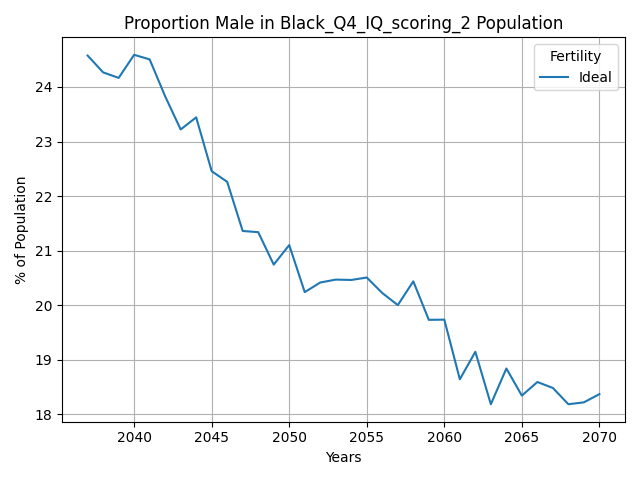 Proportion Male in Black_Q4_IQ_scoring_2 Population
Fertility
Ideal
% of Population
24
23
22
21
20
19
18
2040 2045 2050 2055 2060 2065 2070
Years